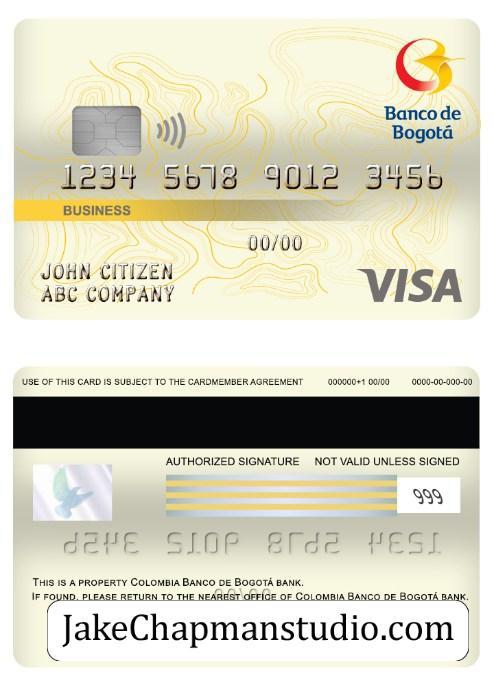 Banco de
Bogotá
1234 5678 9012 3456
BUSINESS
00/00
JOHN CITIZEN
ABC COMPANY
VISA
USE OF THIS CARD IS SUBJECT TO THE CARDMEMBER AGREEMENT 000000+1 00/00 0000-00-000-00
AUTHORIZED SIGNATURE NOT VALID UNLESS SIGNED
999
THIS IS A PROPERTY COLOMBIA BANCO DE BOGOTÁ BANK.
IF FOUND, PLEASE RETURN TO THE NEAREST OFFICE OF COLOMBIA BANCO DE BOGOTÁ BANK.
JakeChapmanstudio.com